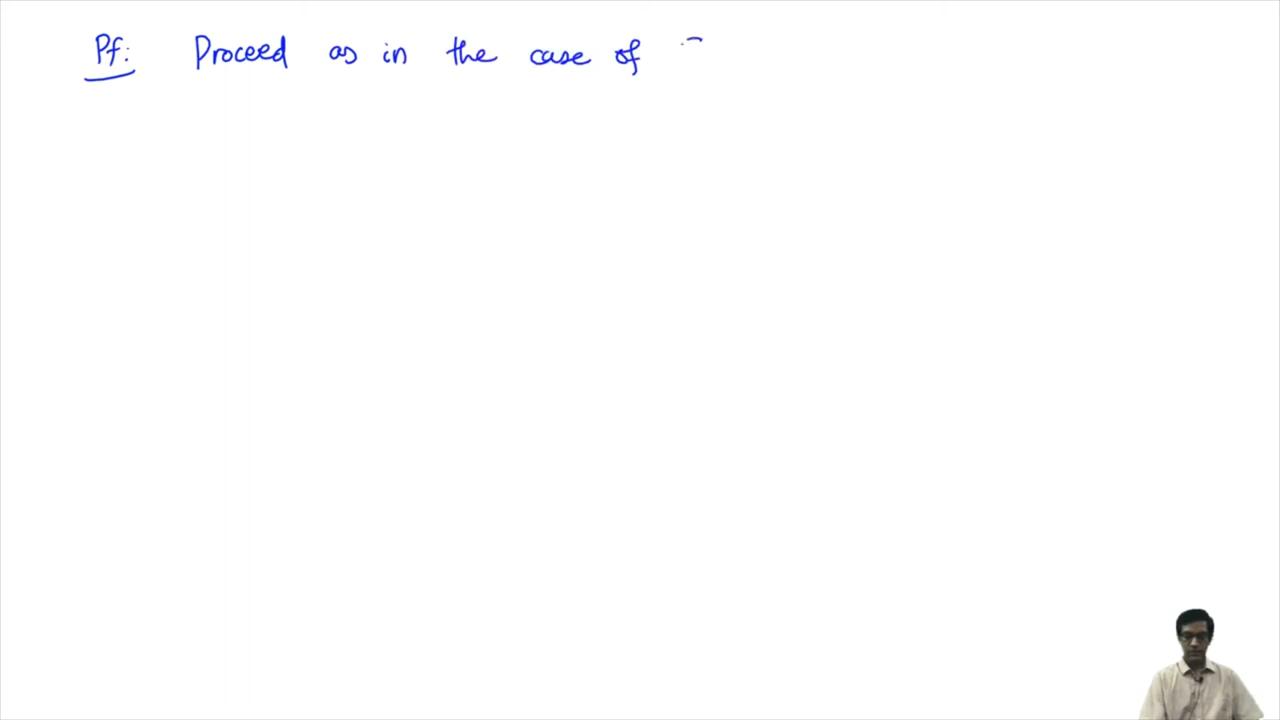 Pf: Proceed as in the case of